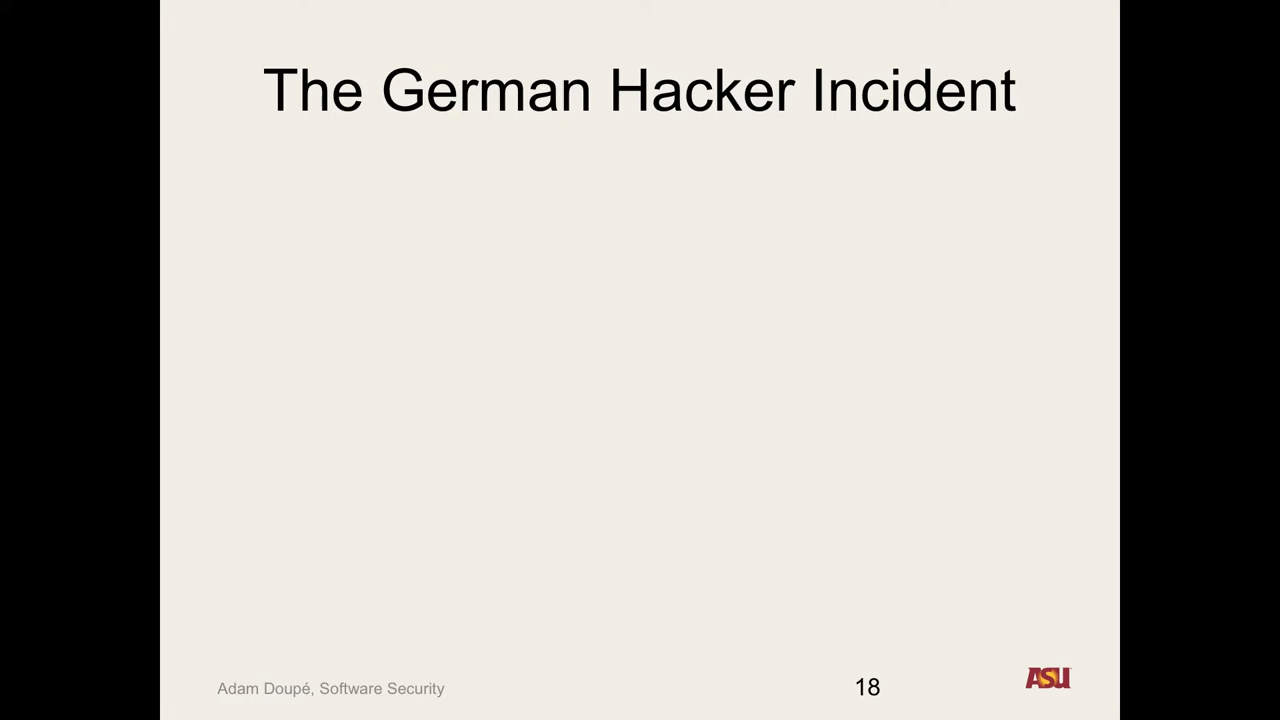 The German Hacker Incident
Adam Doupé, Software Security
18
ASU